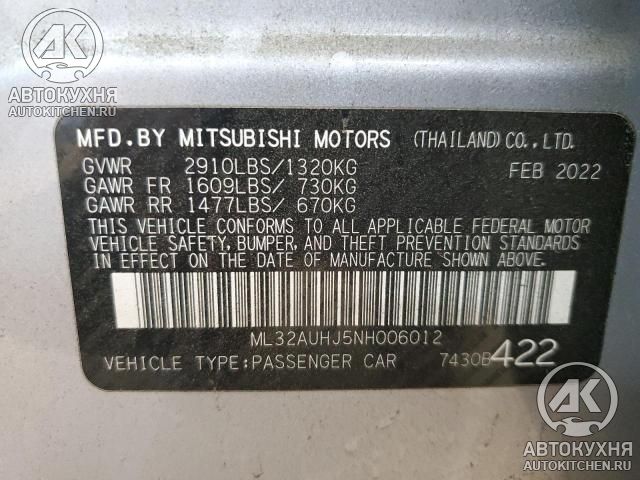 AK
АВТОКУХНЯ
AUTOKITCHEN.RU
MFD.BY MITSUBISHI MOTORS (THAILAND)CO.,LTD.
GVWR 2910LBS/1320KG FEB 2022
GAWR FR 1609LBS/ 730KG
GAWR RR 1477LBS/ 670KG
THIS VEHICLE CONFORMS TO ALL APPLICABLE FEDERAL MOTOR
VEHICLE SAFETY, BUMPER, AND THEFT PREVENTION STANDARDS
IN EFFECT ON THE DATE OF MANUFACTURE SHOWN ABOVE.
ML32AUHJ5NH006012
VEHICLE TYPE:PASSENGER CAR 7430B422
AK
АВТОКУХНЯ
AUTOKITCHEN.RU